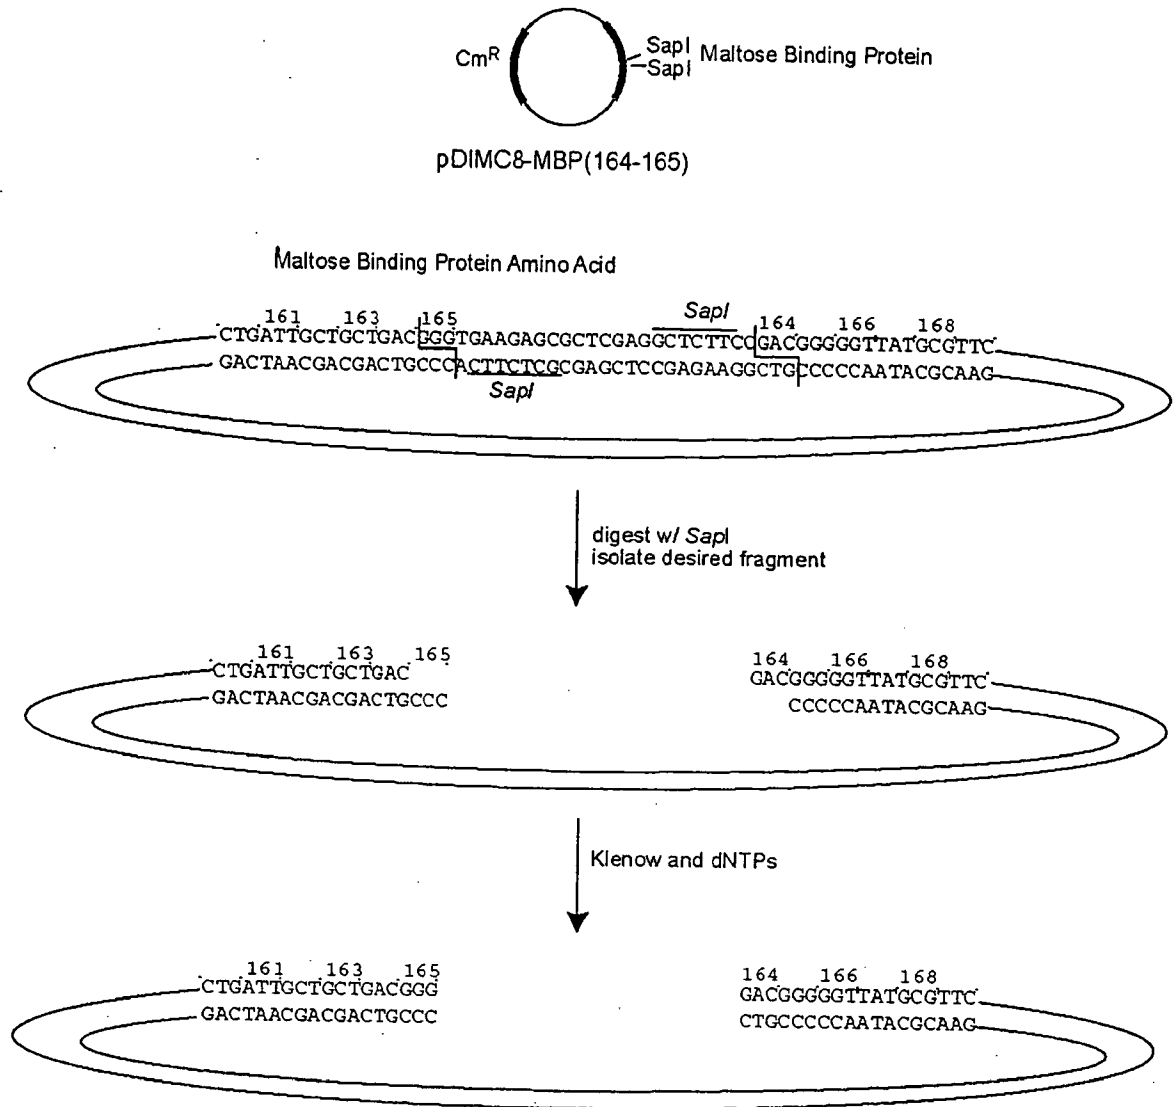 CmR
SapI
SapI
Maltose Binding Protein
pDIMC8-MBP(164-165)
Maltose Binding Protein Amino Acid
161 163 165 SapI 164 166 168
CTGATTGCTGCTGACGGGTGAAGAGCGCTCGAGGCTCTTCCGACGGGGGTTATGCGTTC
GACTAACGACGACTGCCCACTTCTCGCGAGCTCCGAGAAGGCTGCCCCCAATACGCAAG
SapI
digest w/ SapI
isolate desired fragment
161 163 165 164 166 168
CTGATTGCTGCTGAC GACGGGGGTTATGCGTTC
GACTAACGACGACTGCCC CCCCCAATACGCAAG
Klenow and dNTPs
161 163 165 164 166 168
CTGATTGCTGCTGACGGG GACGGGGGTTATGCGTTC
GACTAACGACGACTGCCC CTGCCCCCAATACGCAAG